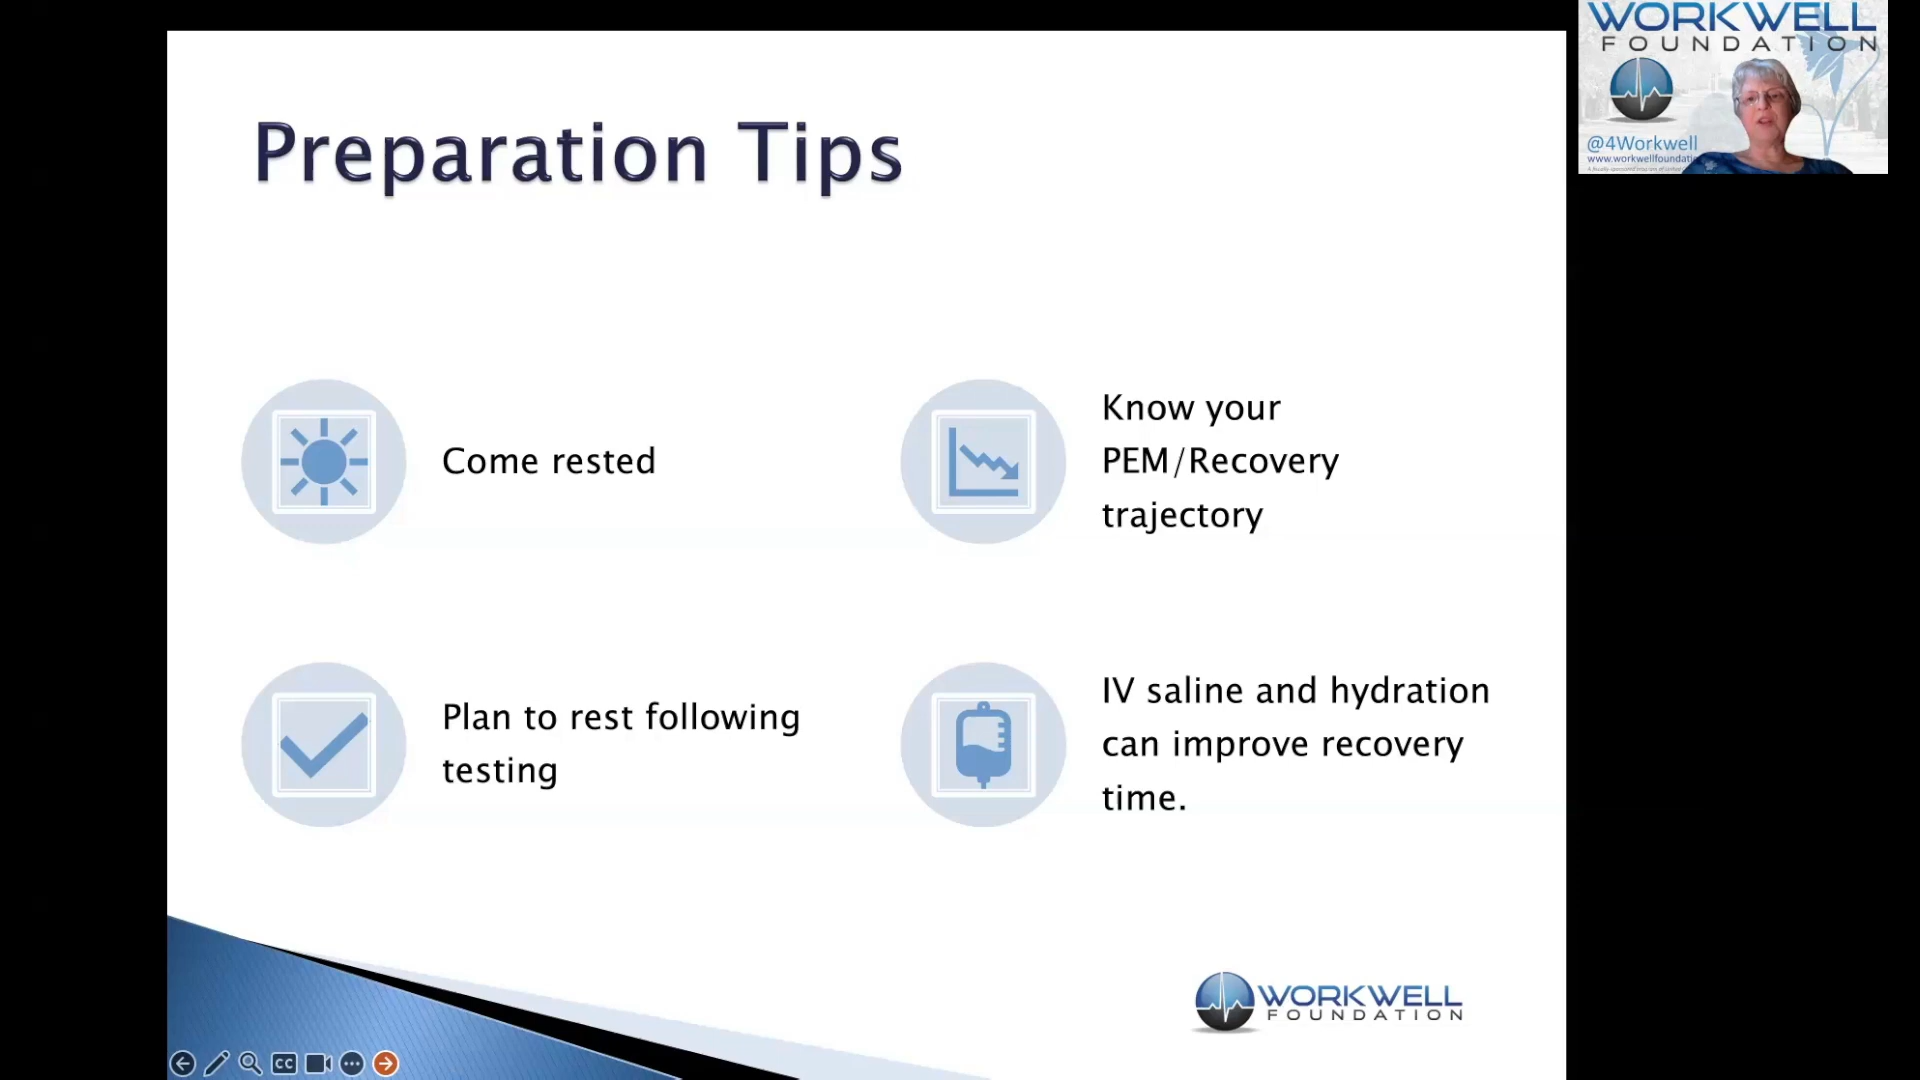 Preparation Tips
Come rested
Know your
PEM/Recovery
trajectory
Plan to rest following
testing
IV saline and hydration
can improve recovery
time.
WORKWELL
FOUNDATION
CC
WORKWELL
FOUNDATION
@4Workwell
www.workwellfoundati